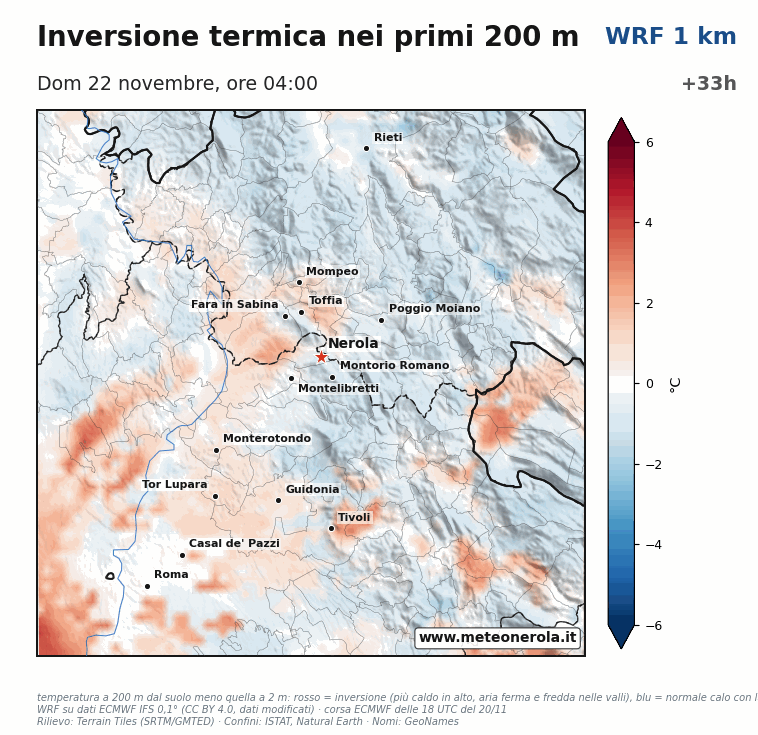 Inversione termica nei primi 200 m WRF 1 km
Dom 22 novembre, ore 04:00 +33h
Rieti
Mompeo
Toffia
Fara in Sabina
Poggio Moiano
Nerola
Montorio Romano
Montelibretti
Monterotondo
Tor Lupara
Guidonia
Tivoli
Casal de' Pazzi
Roma
www.meteonerola.it
6
4
2
0
−2
−4
−6
°C
temperatura a 200 m dal suolo meno quella a 2 m: rosso = inversione (più caldo in alto, aria ferma e fredda nelle valli), blu = normale calo con l
WRF su dati ECMWF IFS 0,1° (CC BY 4.0, dati modificati) · corsa ECMWF delle 18 UTC del 20/11
Rilievo: Terrain Tiles (SRTM/GMTED) · Confini: ISTAT, Natural Earth · Nomi: GeoNames